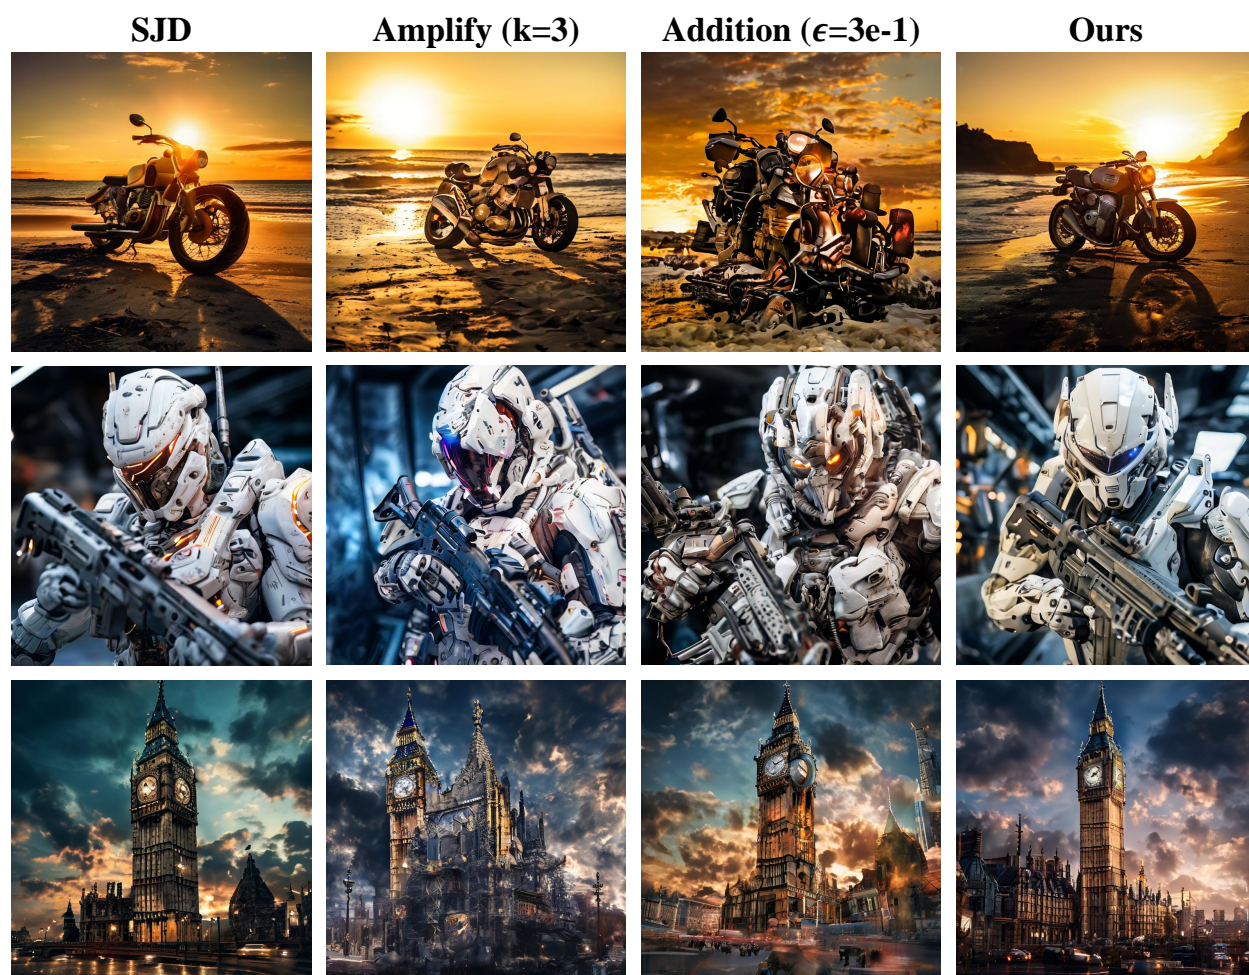 SJD Amplify (k=3) Addition (ϵ=3e-1) Ours